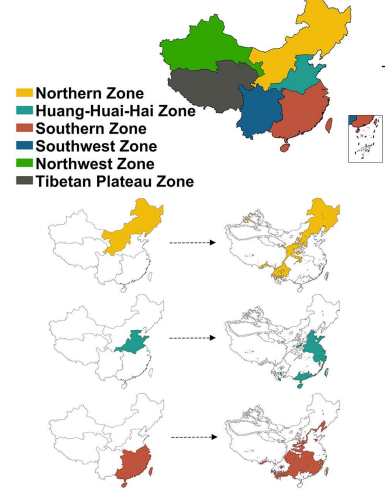 Northern Zone
Huang-Huai-Hai Zone
Southern Zone
Southwest Zone
Northwest Zone
Tibetan Plateau Zone